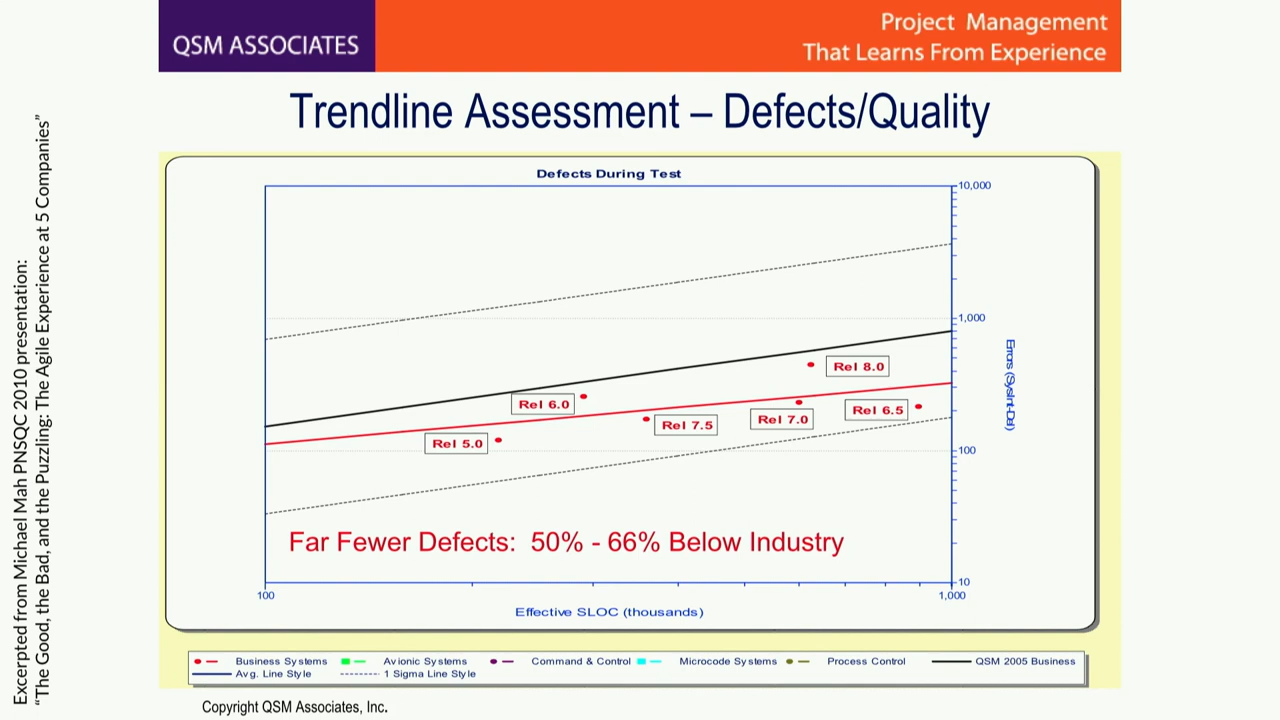 QSM ASSOCIATES
Project Management
That Learns From Experience
Excerpted from Michael Mah PNSQC 2010 presentation:
“The Good, the Bad, and the Puzzling: The Agile Experience at 5 Companies”
Trendline Assessment – Defects/Quality
Defects During Test
10,000
1,000
100
10
Errors (SysInt-Del)
Rel 8.0
Rel 6.0
Rel 7.5
Rel 7.0
Rel 6.5
Rel 5.0
Far Fewer Defects: 50% - 66% Below Industry
100
1,000
Effective SLOC (thousands)
Business Systems
Avionic Systems
Command & Control
Microcode Systems
Process Control
QSM 2005 Business
Avg. Line Style
1 Sigma Line Style
Copyright QSM Associates, Inc.